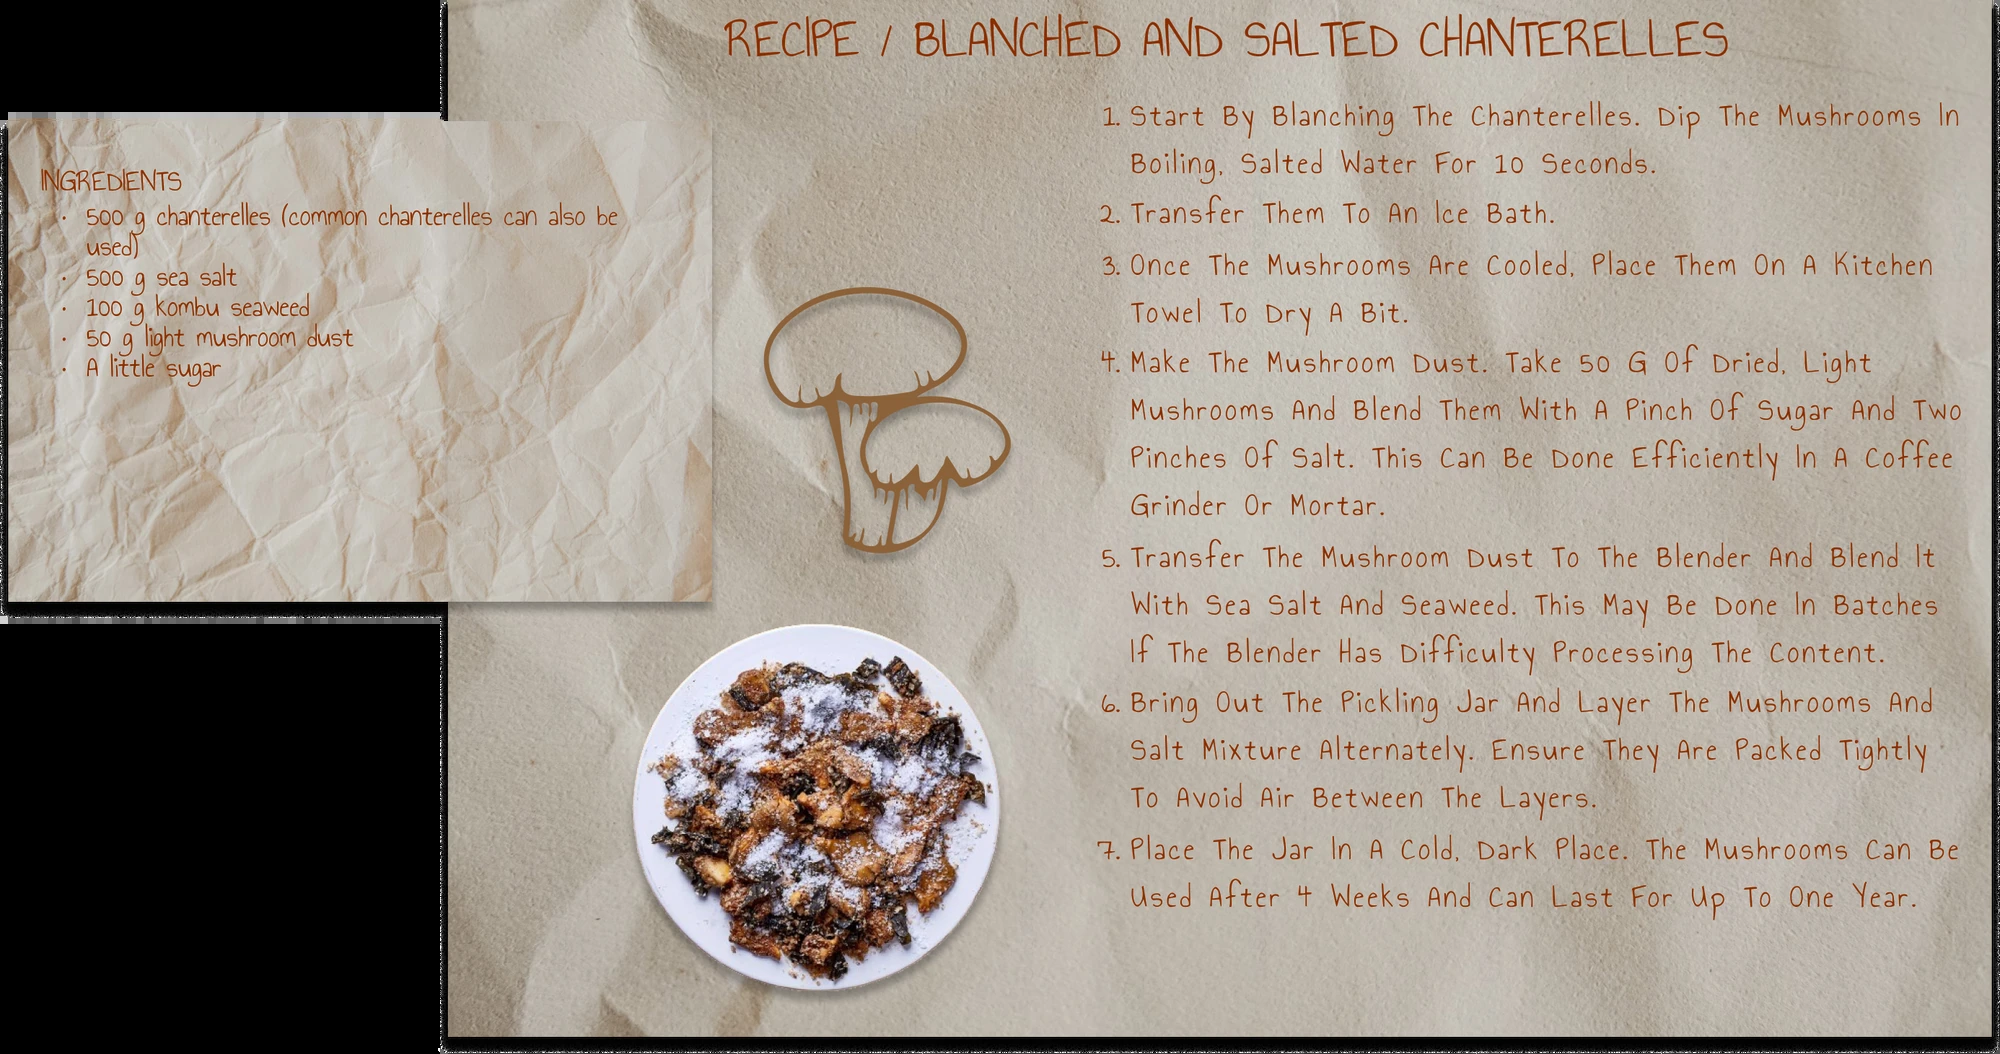 RECIPE / BLANCHED AND SALTED CHANTERELLES
INGREDIENTS
· 500 g chanterelles (common chanterelles can also be
used)
· 500 g sea salt
· 100 g kombu seaweed
· 50 g light mushroom dust
· A little sugar
1. Start By Blanching The Chanterelles. Dip The Mushrooms In
Boiling, Salted Water For 10 Seconds.
2. Transfer Them To An Ice Bath.
3. Once The Mushrooms Are Cooled, Place Them On A Kitchen
Towel To Dry A Bit.
4. Make The Mushroom Dust. Take 50 G Of Dried, Light
Mushrooms And Blend Them With A Pinch Of Sugar And Two
Pinches Of Salt. This Can Be Done Efficiently In A Coffee
Grinder Or Mortar.
5. Transfer The Mushroom Dust To The Blender And Blend It
With Sea Salt And Seaweed. This May Be Done In Batches
If The Blender Has Difficulty Processing The Content.
6. Bring Out The Pickling Jar And Layer The Mushrooms And
Salt Mixture Alternately. Ensure They Are Packed Tightly
To Avoid Air Between The Layers.
7. Place The Jar In A Cold, Dark Place. The Mushrooms Can Be
Used After 4 Weeks And Can Last For Up To One Year.